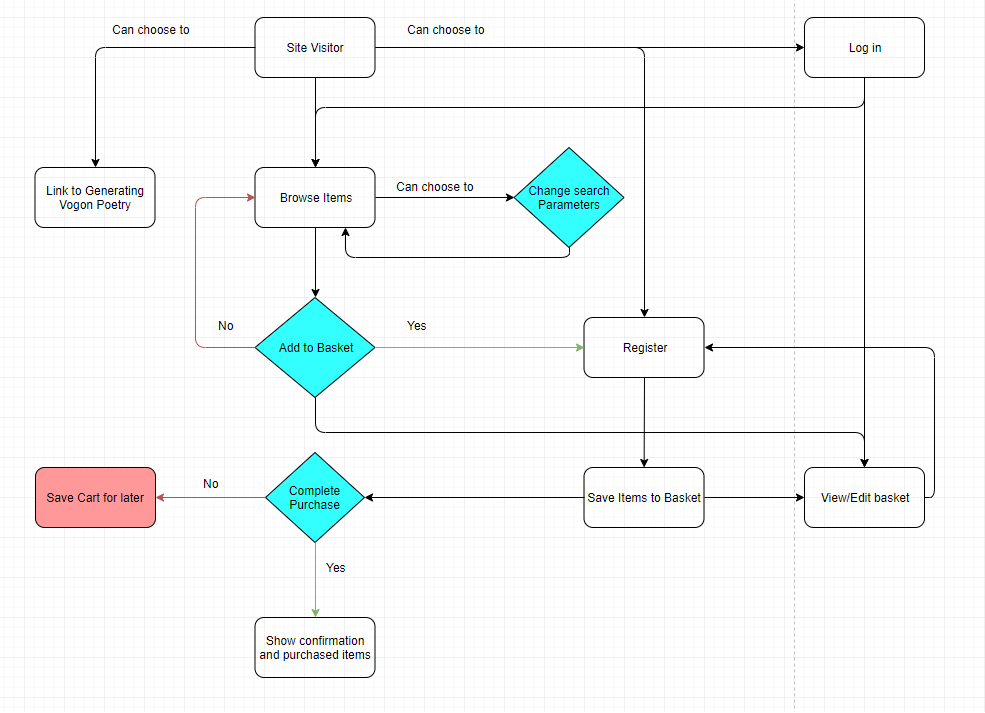 Can choose to
Site Visitor
Can choose to
Log in
Link to Generating
Vogon Poetry
Browse Items
Can choose to
Change search
Parameters
No
Add to Basket
Yes
Register
Save Cart for later
No
Complete
Purchase
Save Items to Basket
View/Edit basket
Yes
Show confirmation
and purchased items